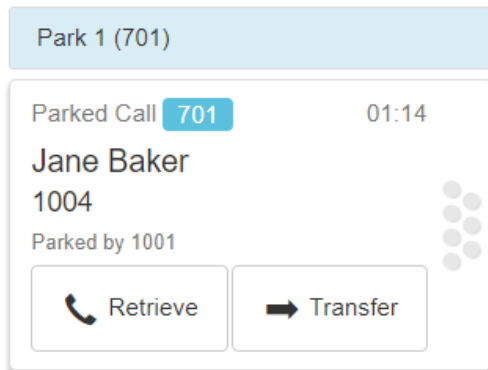 Park 1 (701)
Parked Call 701 01:14
Jane Baker
1004
Parked by 1001
Retrieve Transfer